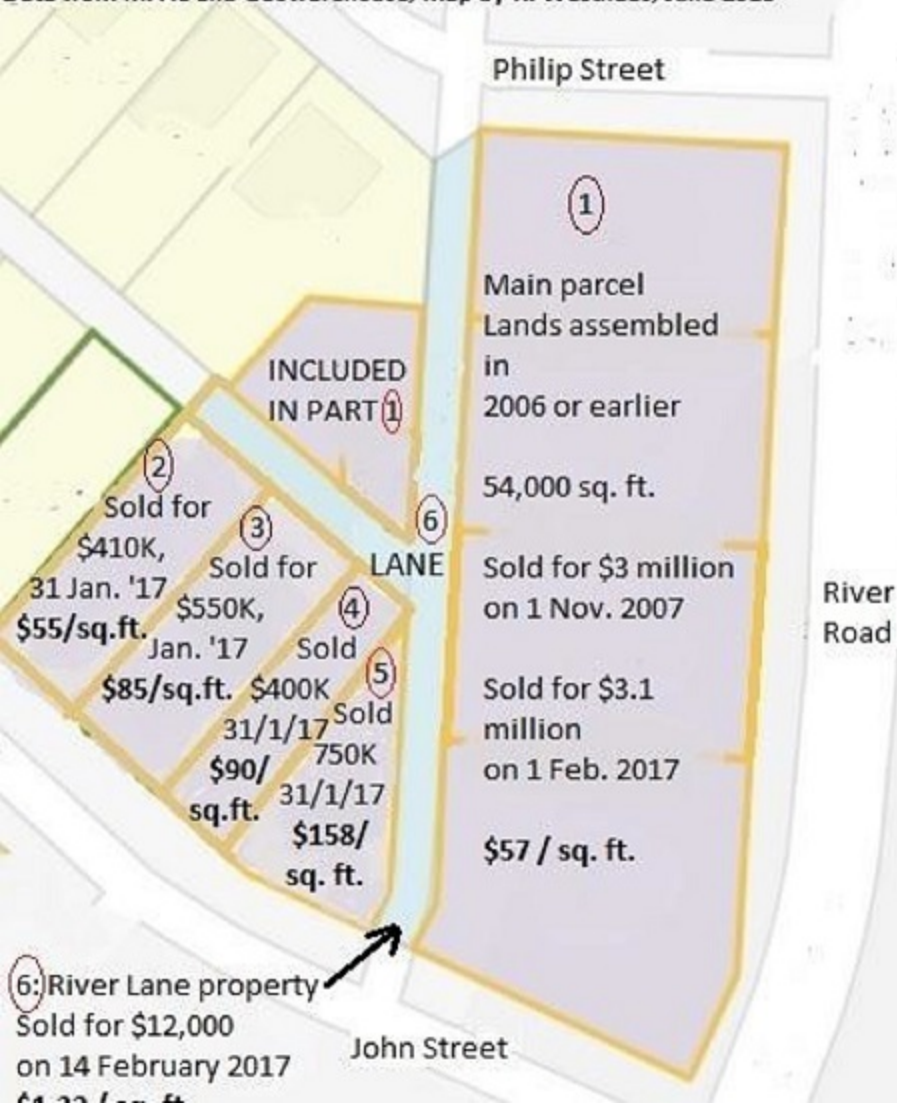 Philip Street
1
Main parcel
Lands assembled
in
2006 or earlier
54,000 sq. ft.
Sold for $3 million
on 1 Nov. 2007
Sold for $3.1
million
on 1 Feb. 2017
$57 / sq. ft.
River
Road
INCLUDED
IN PART 1
6
LANE
2
Sold for
$410K,
31 Jan. '17
$55/sq.ft.
3
Sold for
$550K,
Jan. '17
$85/sq.ft.
4
Sold
$400K
31/1/17
$90/
sq.ft.
5
Sold
750K
31/1/17
$158/
sq. ft.
6: River Lane property
Sold for $12,000
on 14 February 2017
John Street